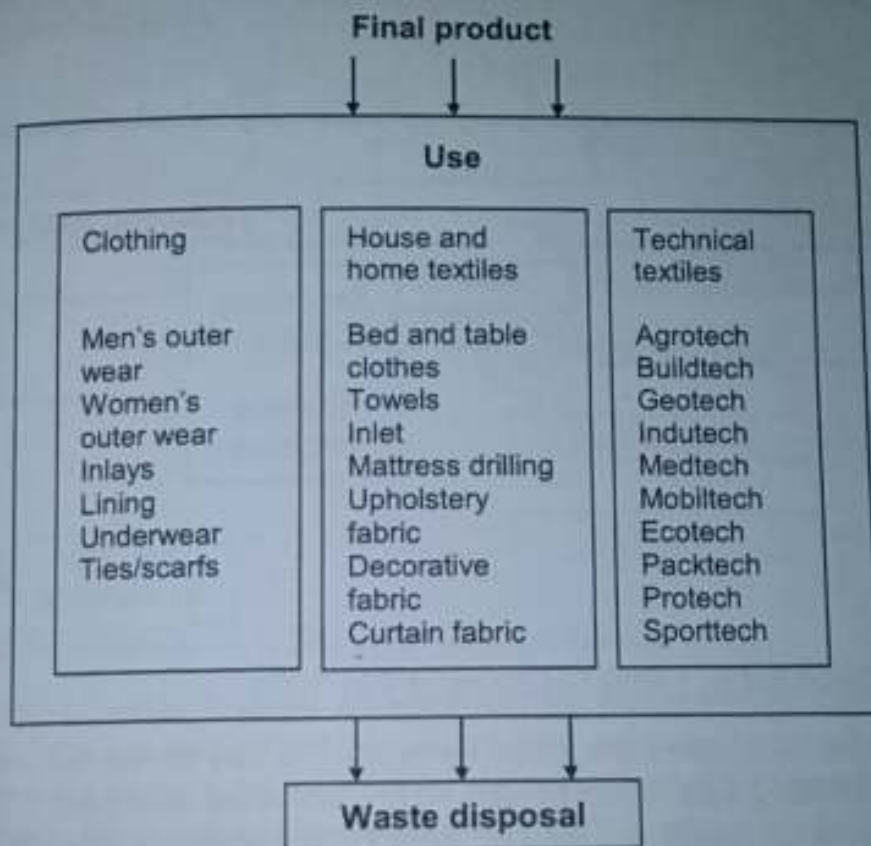 Final product
Use
Clothing
Men's outer
wear
Women's
outer wear
Inlays
Lining
Underwear
Ties/scarfs
House and
home textiles
Bed and table
clothes
Towels
Inlet
Mattress drilling
Upholstery
fabric
Decorative
fabric
Curtain fabric
Technical
textiles
Agrotech
Buildtech
Geotech
Indutech
Medtech
Mobiltech
Ecotech
Packtech
Protech
Sporttech
Waste disposal